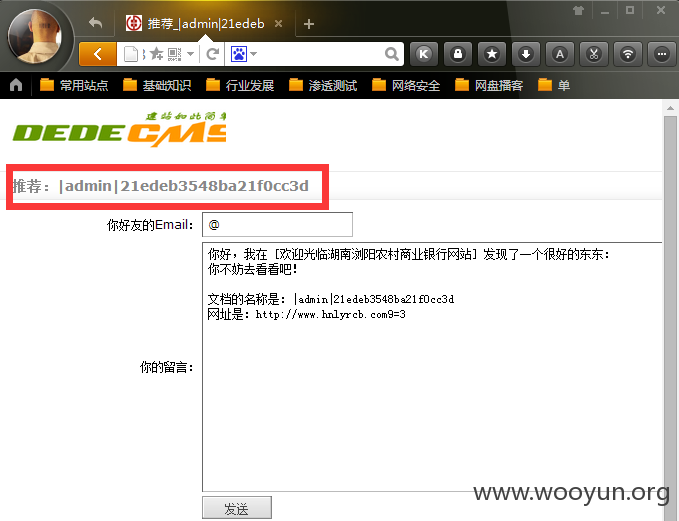 推荐_|admin|21edeb
常用站点 基础知识 行业发展 渗透测试 网络安全 网盘播客 单
建站如此简单
DEDECMS
推荐：|admin|21edeb3548ba21f0cc3d
你好友的Email：
@
你好，我在 [欢迎光临湖南浏阳农村商业银行网站] 发现了一个很好的东东：
你不妨去看看吧！
文档的名称是：|admin|21edeb3548ba21f0cc3d
网址是：http://www.hnlyrcb.com9=3
你的留言：
发送
www.wooyun.org